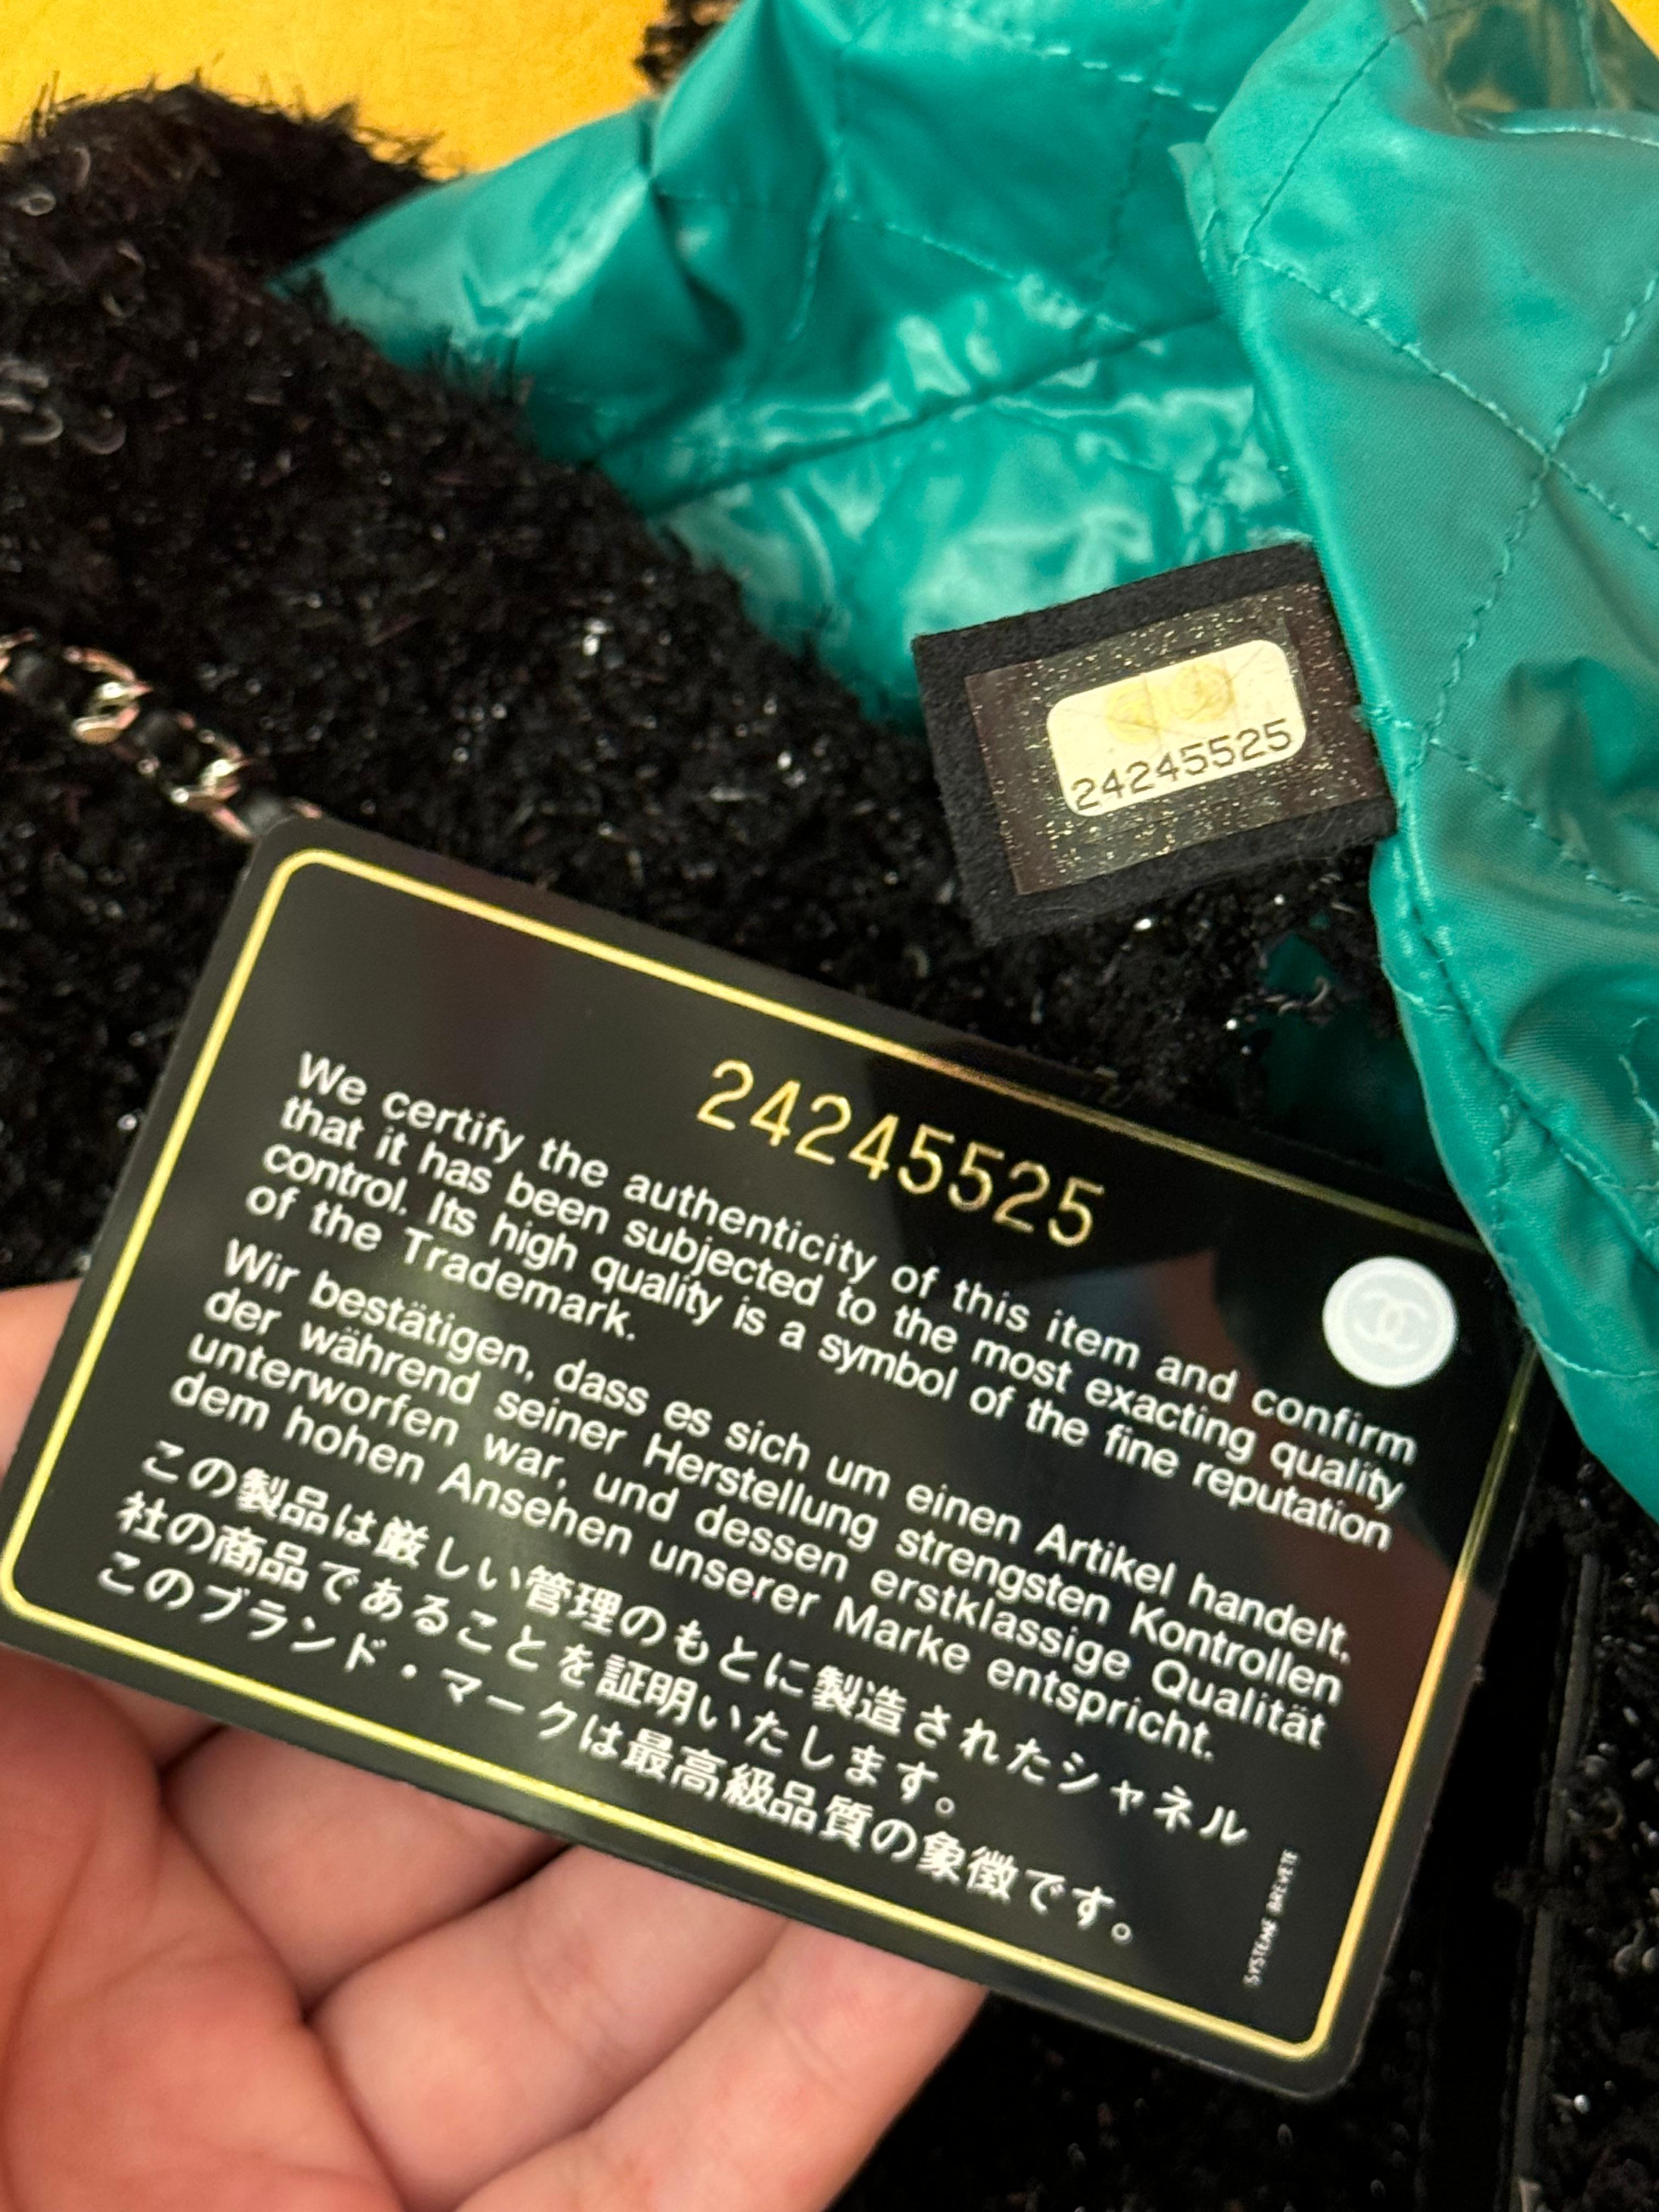 24245525
24245525
We certify the authenticity of this item and confirm
that it has been subjected to the most exacting quality
control. Its high quality is a symbol of the fine reputation
of the Trademark.
Wir bestätigen, dass es sich um einen Artikel handelt,
der während seiner Herstellung strengsten Kontrollen
unterworfen war, und dessen erstklassige Qualität
dem hohen Ansehen unserer Marke entspricht.
この製品は厳しい管理のもとに製造されたシャネル
社の商品であることを証明いたします。
このブランド・マークは最高級品質の象徴です。
SYSTEME BREVETE